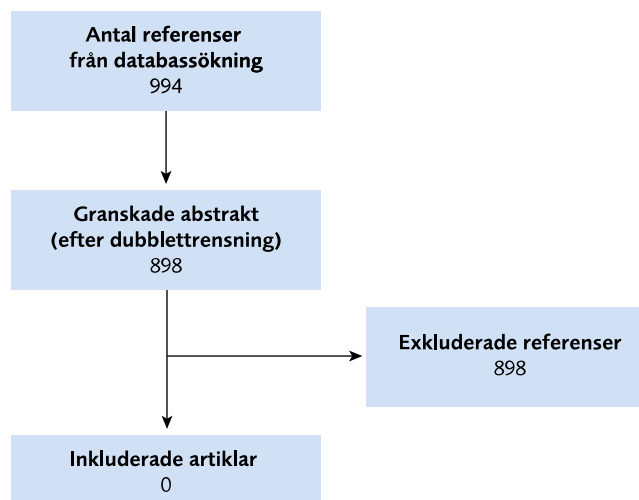 Antal referenser
från databassökning
994
Granskade abstrakt
(efter dubblettrensning)
898
Exkluderade referenser
898
Inkluderade artiklar
0